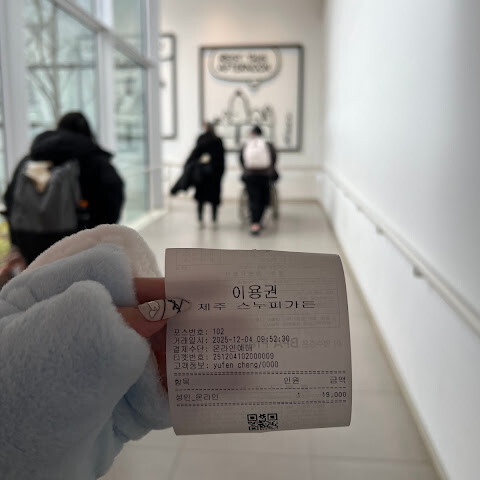 이용권
제주 스누피가든
포스번호: 102
거래일시: 2025-12-04 09:52:30
결제수단: 온라인예매
티켓번호: 251204102000009
고객정보: yufen cheng/0000
항목 인원 금액
성인_온라인 1 19,000